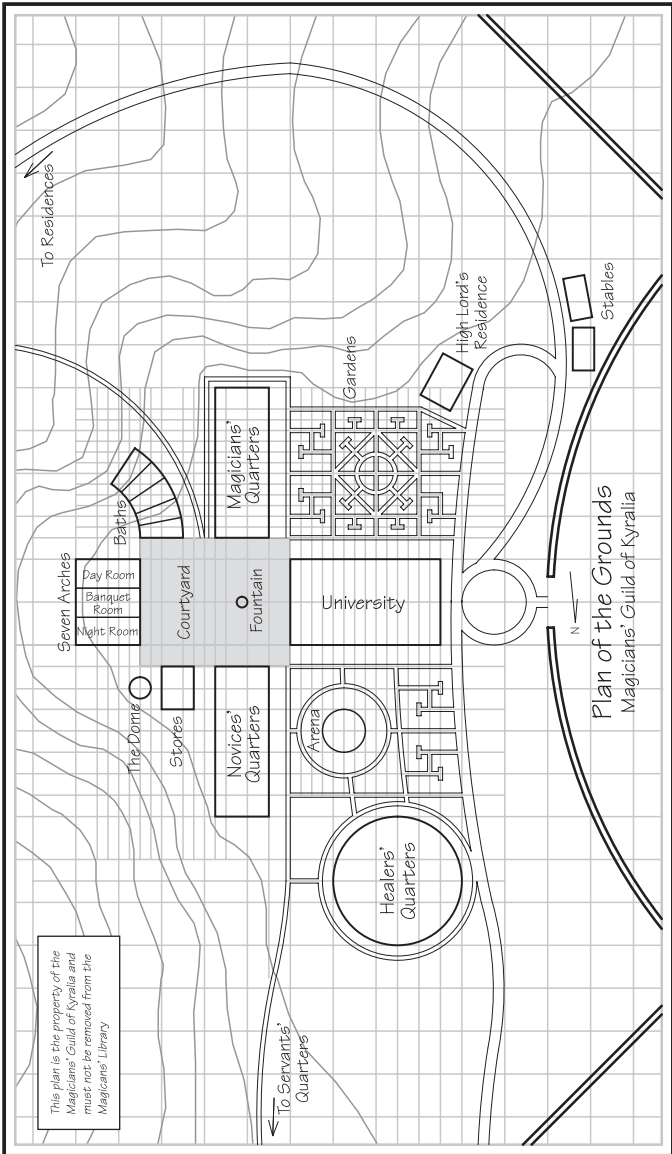 Plan of the Grounds
Magicians' Guild of Kyralia
N
This plan is the property of the
Magicians' Guild of Kyralia and
must not be removed from the
Magicans' Library
To Servants'
Quarters
Healers'
Quarters
Arena
Novices'
Quarters
Stores
The Dome
Seven Arches
Night Room
Banquet
Room
Day Room
Courtyard
Fountain
University
Baths
Magicians'
Quarters
Gardens
High Lord's
Residence
Stables
To Residences